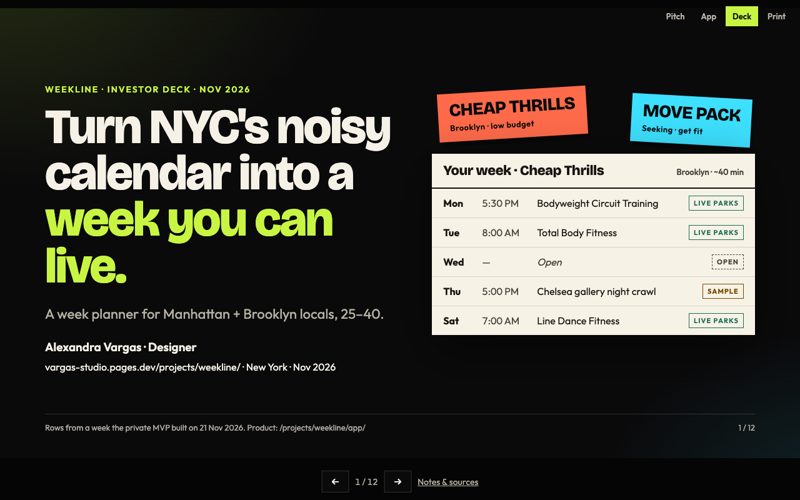 Pitch App Deck Print
WEEKLINE · INVESTOR DECK · NOV 2026
Turn NYC's noisy
calendar into a
week you can
live.
A week planner for Manhattan + Brooklyn locals, 25–40.
Alexandra Vargas · Designer
vargas-studio.pages.dev/projects/weekline/ · New York · Nov 2026
CHEAP THRILLS
Brooklyn · low budget
MOVE PACK
Seeking · get fit
Your week · Cheap Thrills Brooklyn · ~40 min
Mon 5:30 PM Bodyweight Circuit Training LIVE PARKS
Tue 8:00 AM Total Body Fitness LIVE PARKS
Wed — Open OPEN
Thu 5:00 PM Chelsea gallery night crawl SAMPLE
Sat 7:00 AM Line Dance Fitness LIVE PARKS
Rows from a week the private MVP built on 21 Nov 2026. Product: /projects/weekline/app/ 1 / 12
← 1 / 12 → Notes & sources